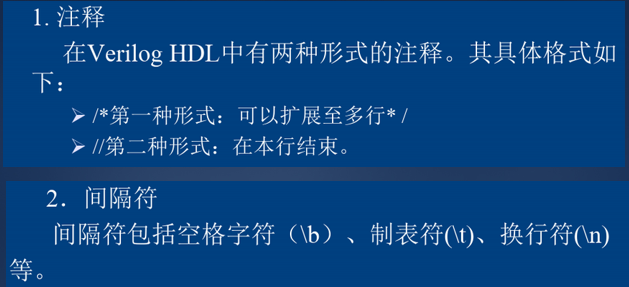 1. 注释
在Verilog HDL中有两种形式的注释。其具体格式如
下：
➢ /*第一种形式：可以扩展至多行* /
➢ //第二种形式：在本行结束。
2．间隔符
间隔符包括空格字符（\b）、制表符(\t)、换行符(\n)
等。